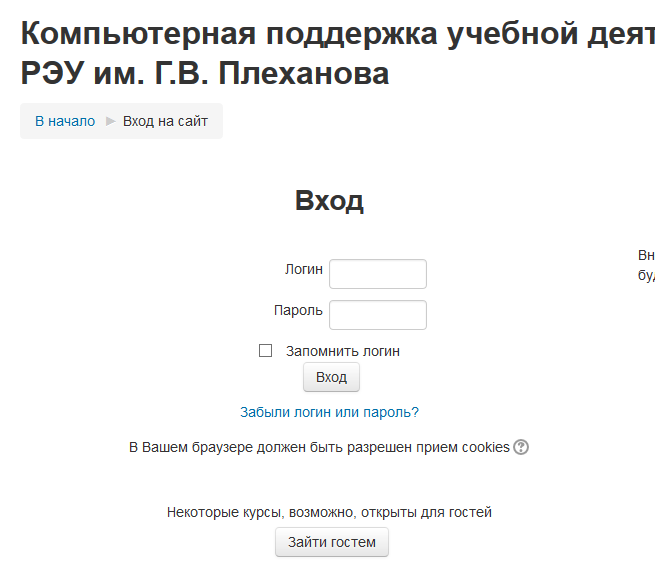 Компьютерная поддержка учебной
РЭУ им. Г.В. Плеханова
В начало ► Вход на сайт
Вход
Логин
Пароль
Запомнить логин
Вход
Забыли логин или пароль?
В Вашем браузере должен быть разрешен прием cookies
Некоторые курсы, возможно, открыты для гостей
Зайти гостем